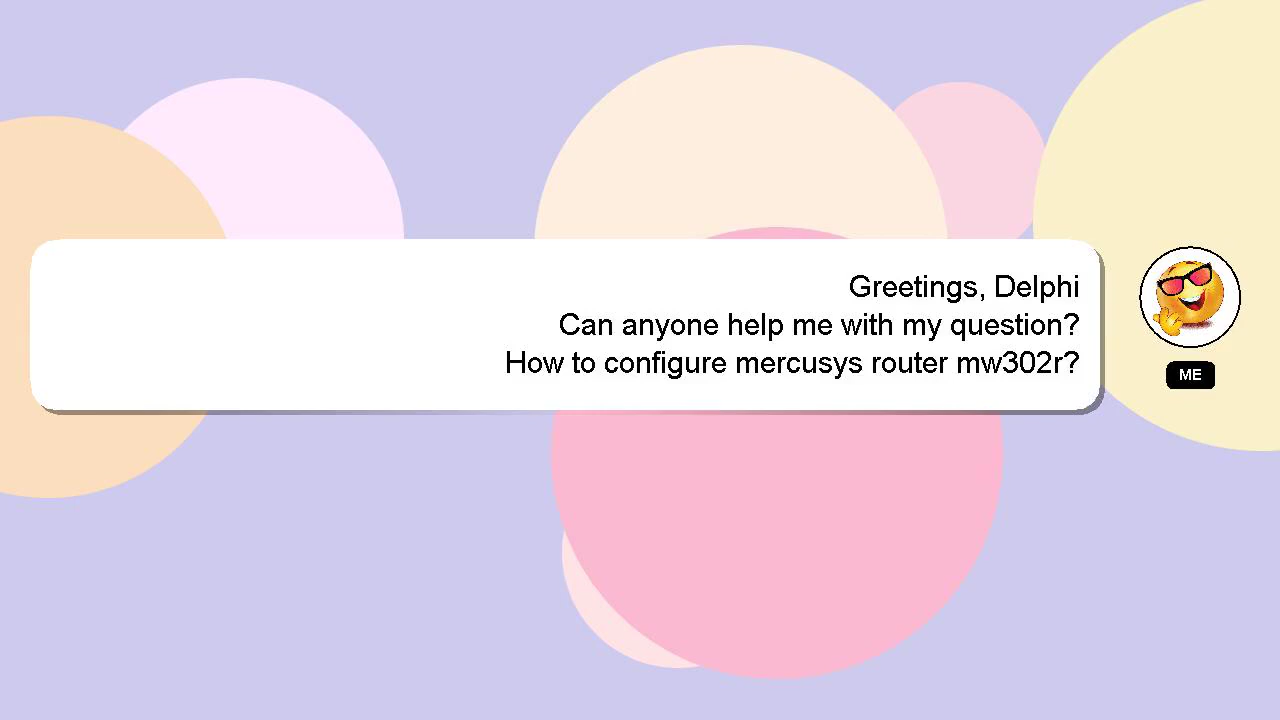 Greetings, Delphi
Can anyone help me with my question?
How to configure mercusys router mw302r?
ME